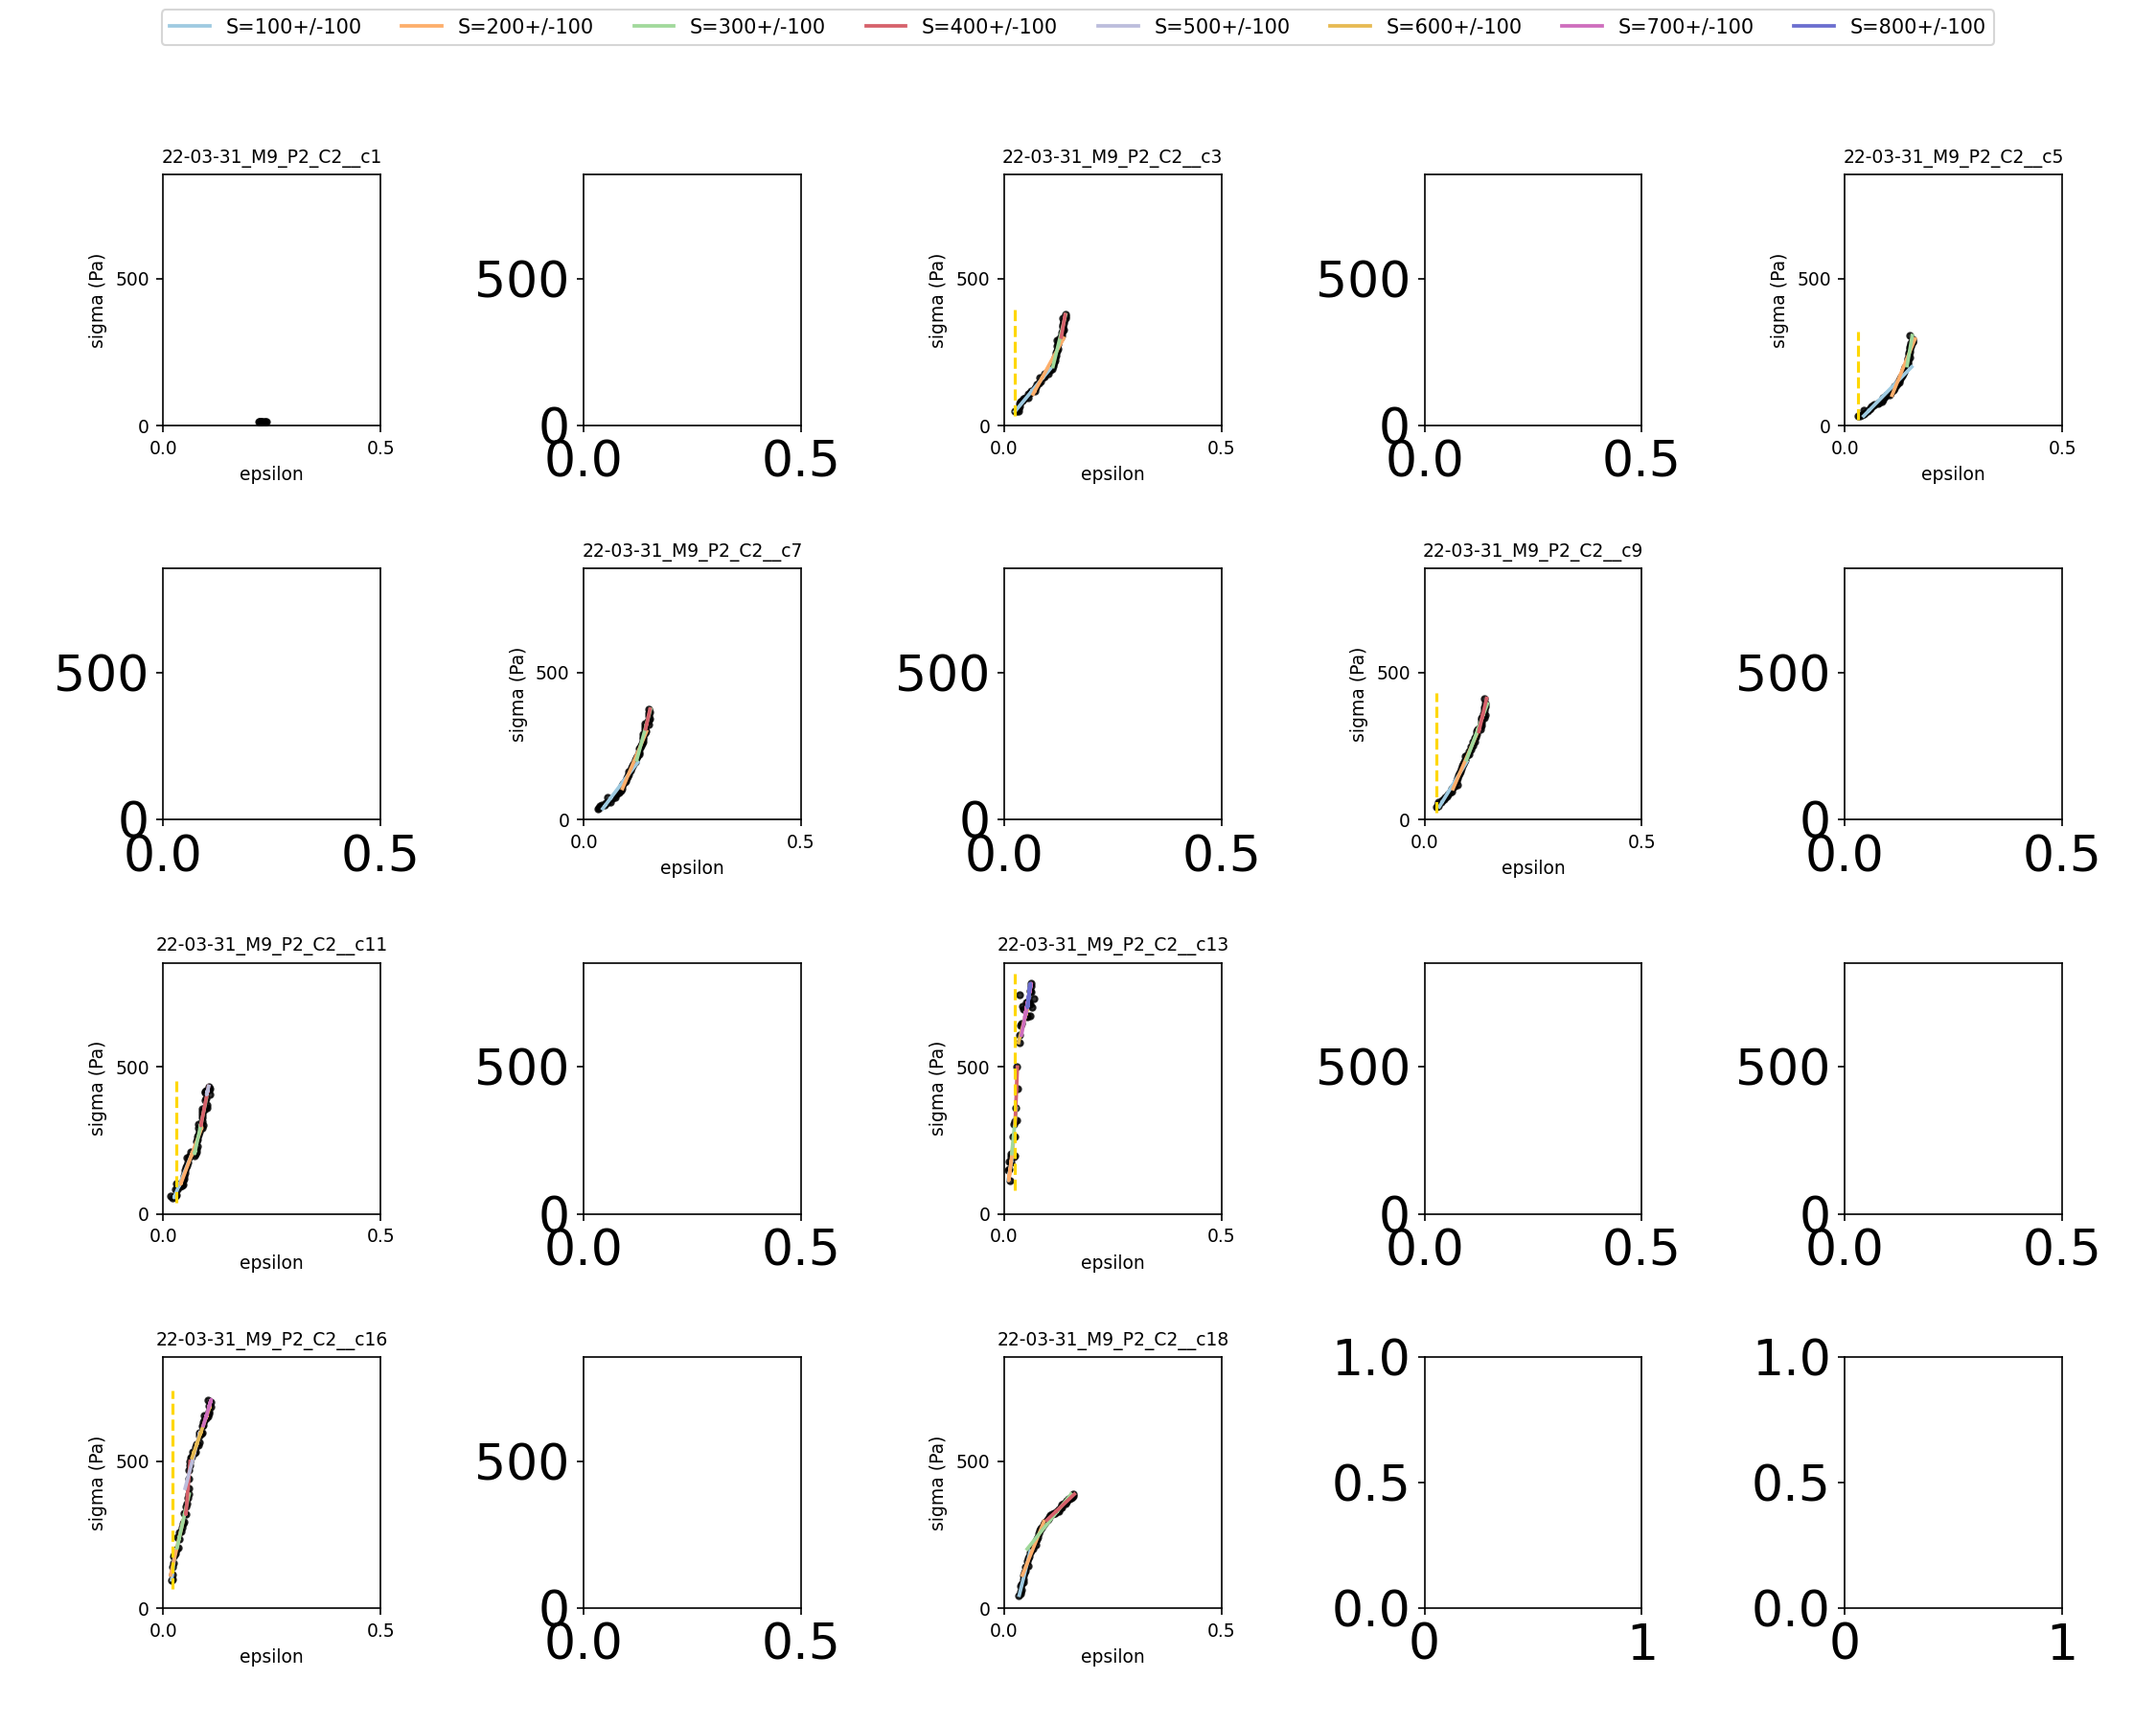 S=100+/-100 S=200+/-100 S=300+/-100 S=400+/-100 S=500+/-100 S=600+/-100 S=700+/-100 S=800+/-100
22-03-31_M9_P2_C2__c1
sigma (Pa)
500
0
0.0 0.5
epsilon
500
0
0.0 0.5
22-03-31_M9_P2_C2__c3
sigma (Pa)
500
0
0.0 0.5
epsilon
500
0
0.0 0.5
22-03-31_M9_P2_C2__c5
sigma (Pa)
500
0
0.0 0.5
epsilon
500
0
0.0 0.5
22-03-31_M9_P2_C2__c7
sigma (Pa)
500
0
0.0 0.5
epsilon
500
0
0.0 0.5
22-03-31_M9_P2_C2__c9
sigma (Pa)
500
0
0.0 0.5
epsilon
500
0
0.0 0.5
22-03-31_M9_P2_C2__c11
sigma (Pa)
500
0
0.0 0.5
epsilon
500
0
0.0 0.5
22-03-31_M9_P2_C2__c13
sigma (Pa)
500
0
0.0 0.5
epsilon
500
0
0.0 0.5
500
0
0.0 0.5
22-03-31_M9_P2_C2__c16
sigma (Pa)
500
0
0.0 0.5
epsilon
500
0
0.0 0.5
22-03-31_M9_P2_C2__c18
sigma (Pa)
500
0
0.0 0.5
epsilon
1.0
0.5
0.0
0 1
1.0
0.5
0.0
0 1